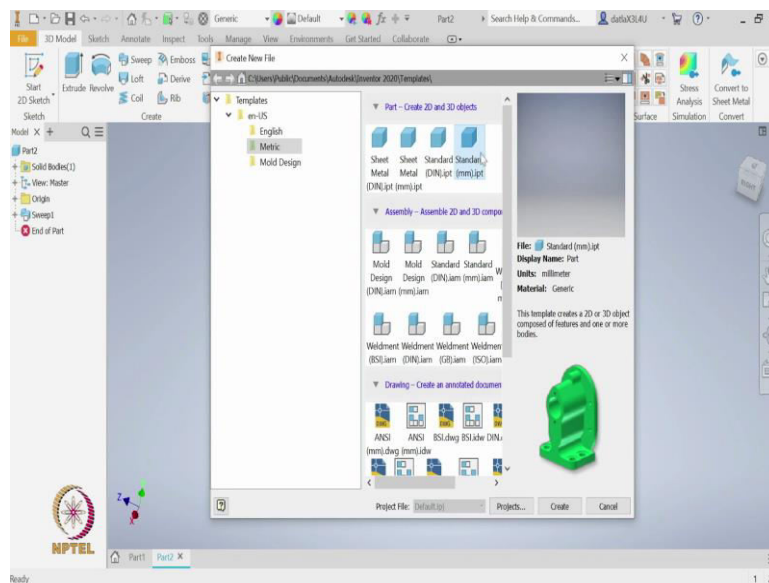 Generic
Default
fx
Part2
Search Help & Commands...
File 3D Model Sketch Annotate Inspect Tools Manage View Environments Get Started Collaborate
Start
2D Sketch
Extrude Revolve
Sweep Emboss
Loft Derive
Coil Rib
Stress
Analysis
Convert to
Sheet Metal
Sketch Create Surface Simulation Convert
Model
Part2
Solid Bodies(1)
View: Master
Origin
Sweep1
End of Part
Create New File
C:\Users\Public\Documents\Autodesk\Inventor 2020\Templates\
Templates
en-US
English
Metric
Mold Design
Part - Create 2D and 3D objects
Sheet Sheet Standard Standard
Metal Metal (DIN).ipt (mm).ipt
(DIN).ipt (mm).ipt
Assembly - Assemble 2D and 3D compo
Mold Mold Standard Standard
Design Design (DIN).iam (mm).iam
(DIN).iam (mm).iam
Weldment Weldment Weldment Weldmen
(BSI).iam (DIN).iam (GB).iam (ISO).iam
Drawing - Create an annotated documen
ANSI ANSI BSI.dwg BSI.idw DIN.
(mm).dwg (mm).idw
File: Standard (mm).ipt
Display Name: Part
Units: millimeter
Material: Generic
This template creates a 2D or 3D object
composed of features and one or more
bodies.
Project File: Default.ipj Projects... Create Cancel
NPTEL
Part1 Part2
Ready 1